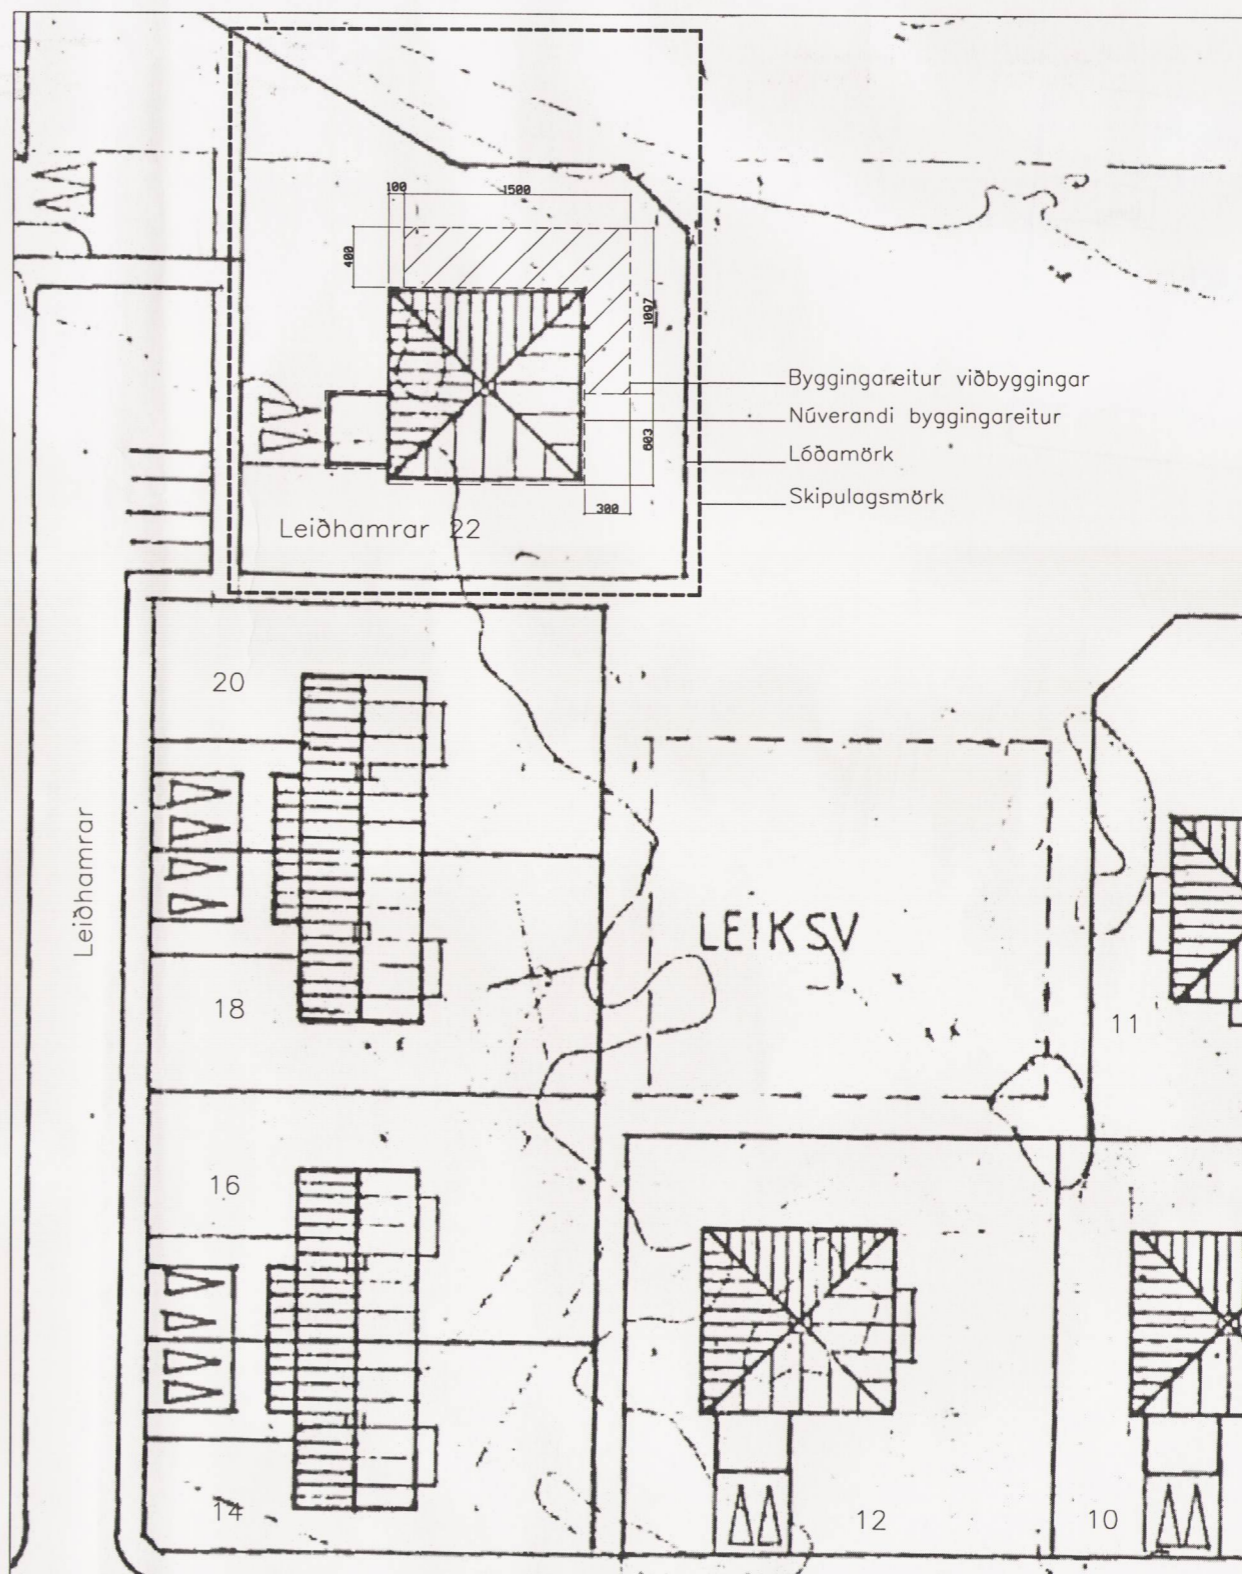 100
1500
400
1097
Byggingareitur viðbyggingar
Núverandi byggingareitur
603
Lóðamörk
Skipulagsmörk
300
Leiðhamrar 22
20
Leiðhamrar
LEIKSV
18
11
16
14
12
10